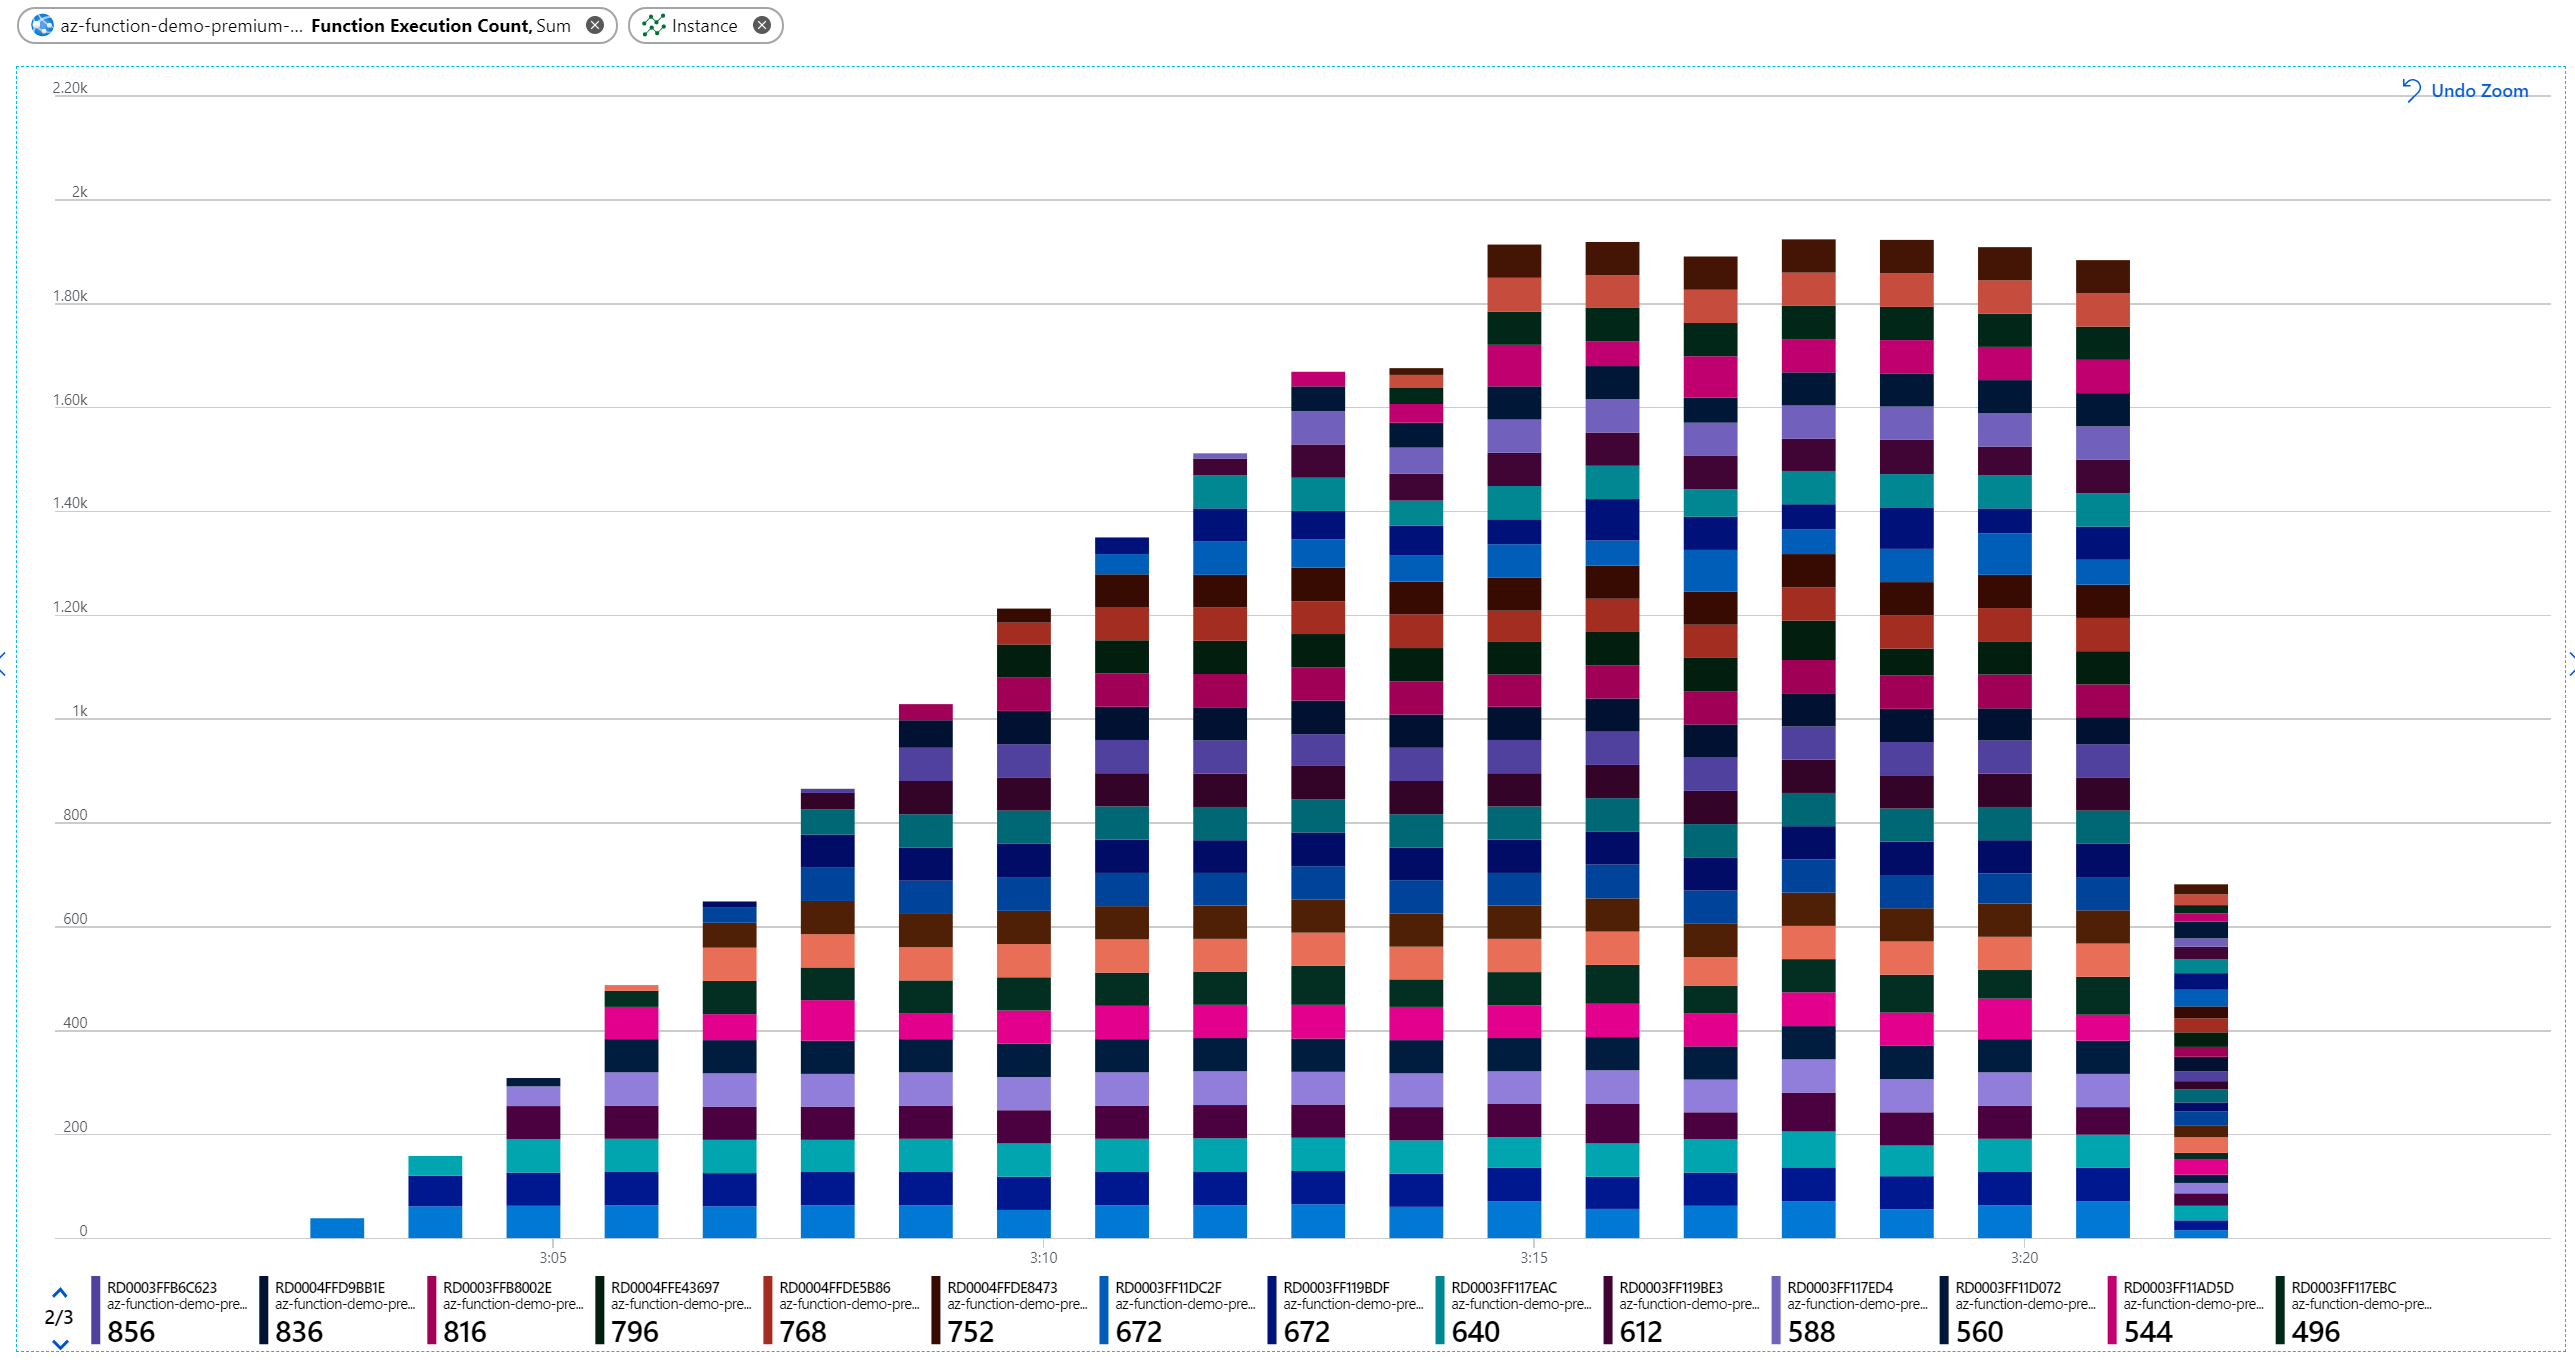 az-function-demo-premium-... Function Execution Count, Sum
Instance
Undo Zoom
2.20k
2k
1.80k
1.60k
1.40k
1.20k
1k
800
600
400
200
0
3:05 3:10 3:15 3:20
2/3
RD0003FFB6C623
az-function-demo-pre...
856
RD0004FFD9BB1E
az-function-demo-pre...
836
RD0003FFB8002E
az-function-demo-pre...
816
RD0004FFE43697
az-function-demo-pre...
796
RD0004FFDE5B86
az-function-demo-pre...
768
RD0004FFDE8473
az-function-demo-pre...
752
RD0003FF11DC2F
az-function-demo-pre...
672
RD0003FF119BDF
az-function-demo-pre...
672
RD0003FF117EAC
az-function-demo-pre...
640
RD0003FF119BE3
az-function-demo-pre...
612
RD0003FF117ED4
az-function-demo-pre...
588
RD0003FF11D072
az-function-demo-pre...
560
RD0003FF11AD5D
az-function-demo-pre...
544
RD0003FF117EBC
az-function-demo-pre...
496